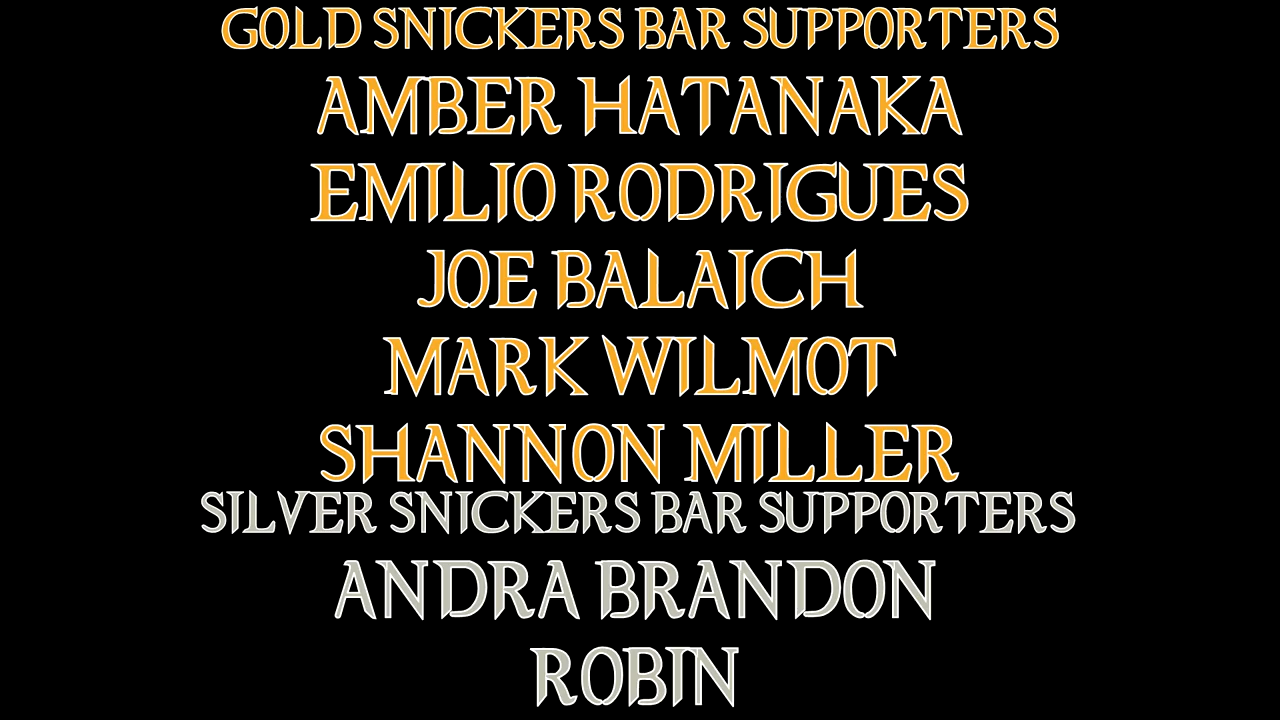 GOLD SNICKERS BAR SUPPORTERS
AMBER HATANAKA
EMILIO RODRIGUES
JOE BALAICH
MARK WILMOT
SHANNON MILLER
SILVER SNICKERS BAR SUPPORTERS
ANDRA BRANDON
ROBIN